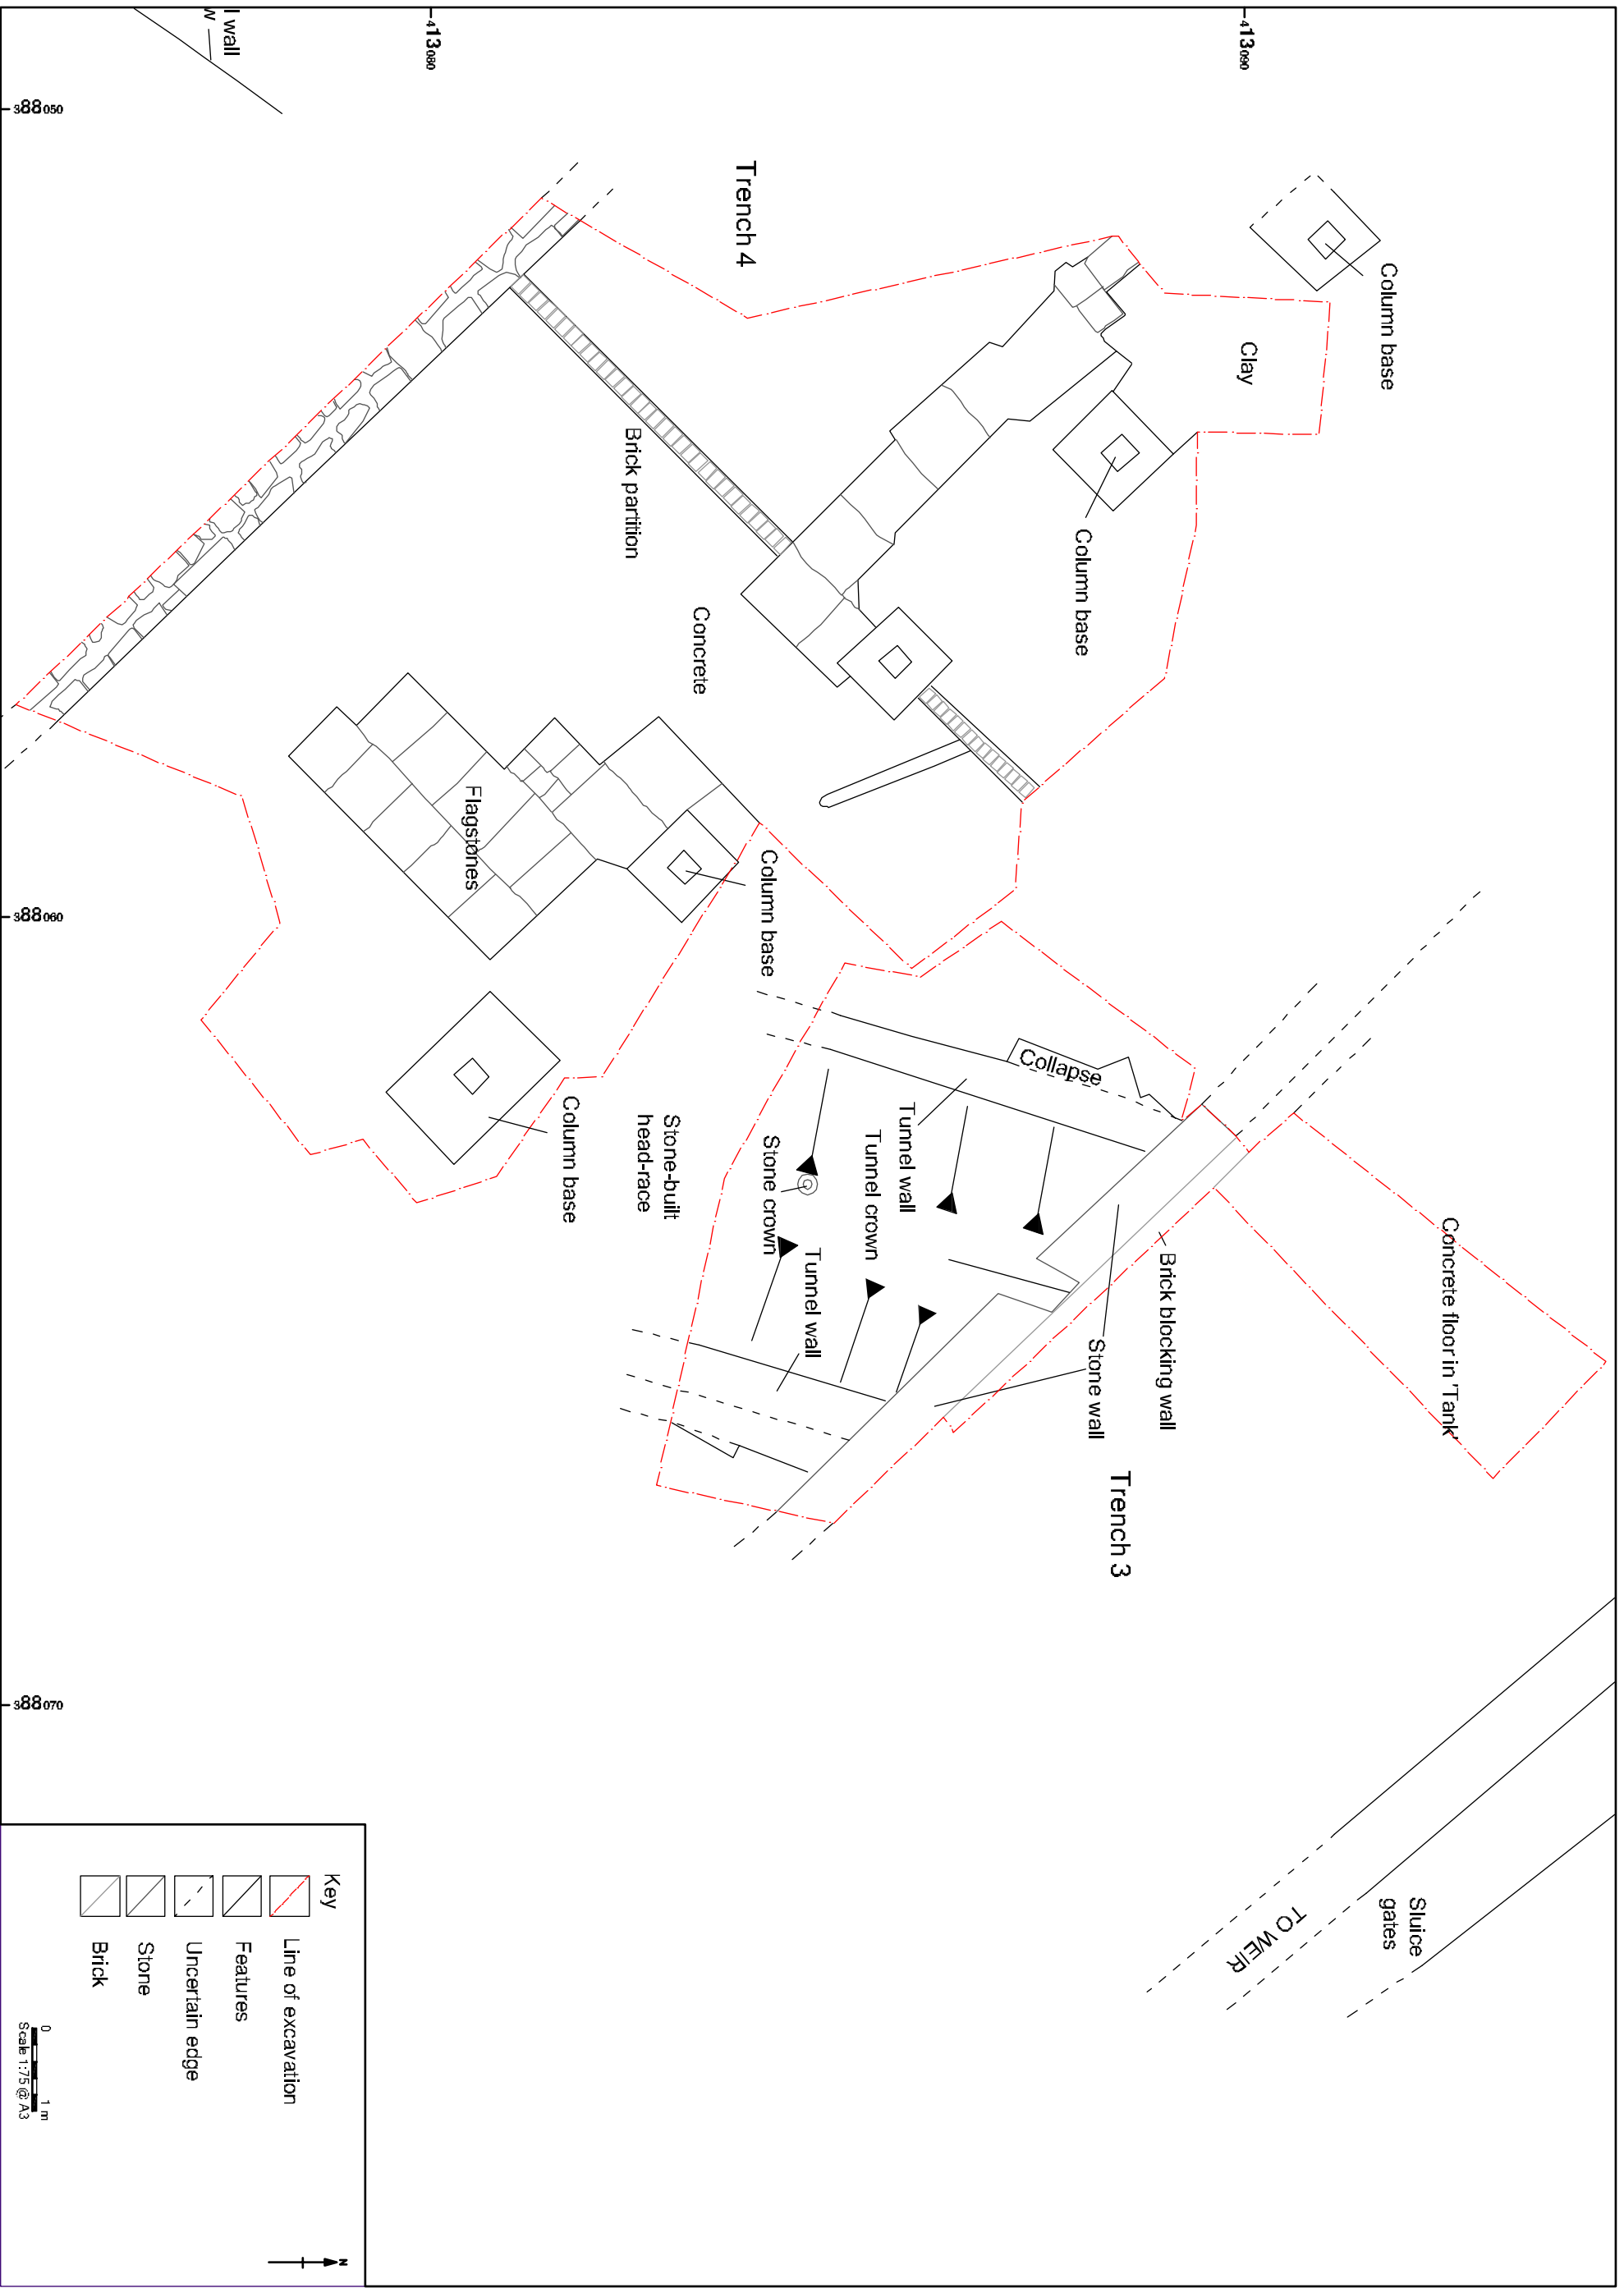 l wall
w
413080
413090
388050
388060
388070
Trench 4
Column base
Clay
Column base
Brick partition
Concrete
Flagstones
Column base
Column base
Stone-built
head-race
Collapse
Tunnel wall
Tunnel crown
Stone crown
Tunnel wall
Brick blocking wall
Stone wall
Concrete floor in 'Tank'
Trench 3
Sluice
gates
TO WEIR
Key
Line of excavation
Features
Uncertain edge
Stone
Brick
0 1 m
Scale 1:75 @ A3
N